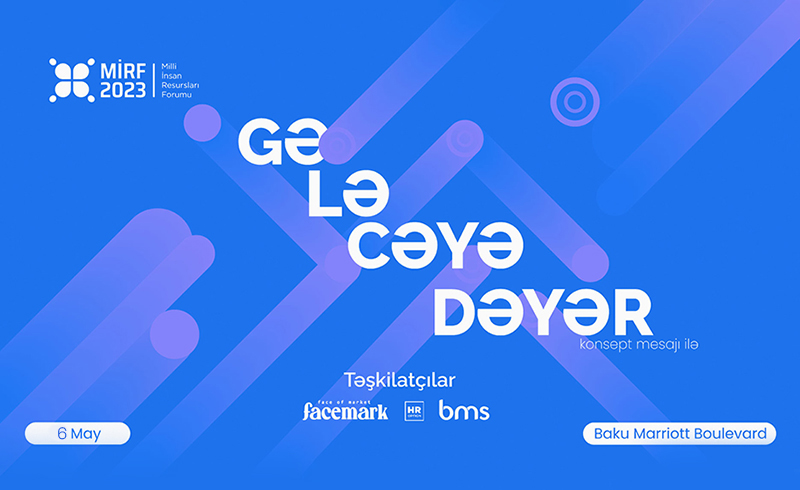 MİRF
2023
Milli
İnsan
Resursları
Forumu
GƏ
LƏ
CƏYƏ
DƏYƏR
konsept mesajı ilə
Təşkilatçılar
face of market
facemark
HR
bms
6 May
Baku Marriott Boulevard